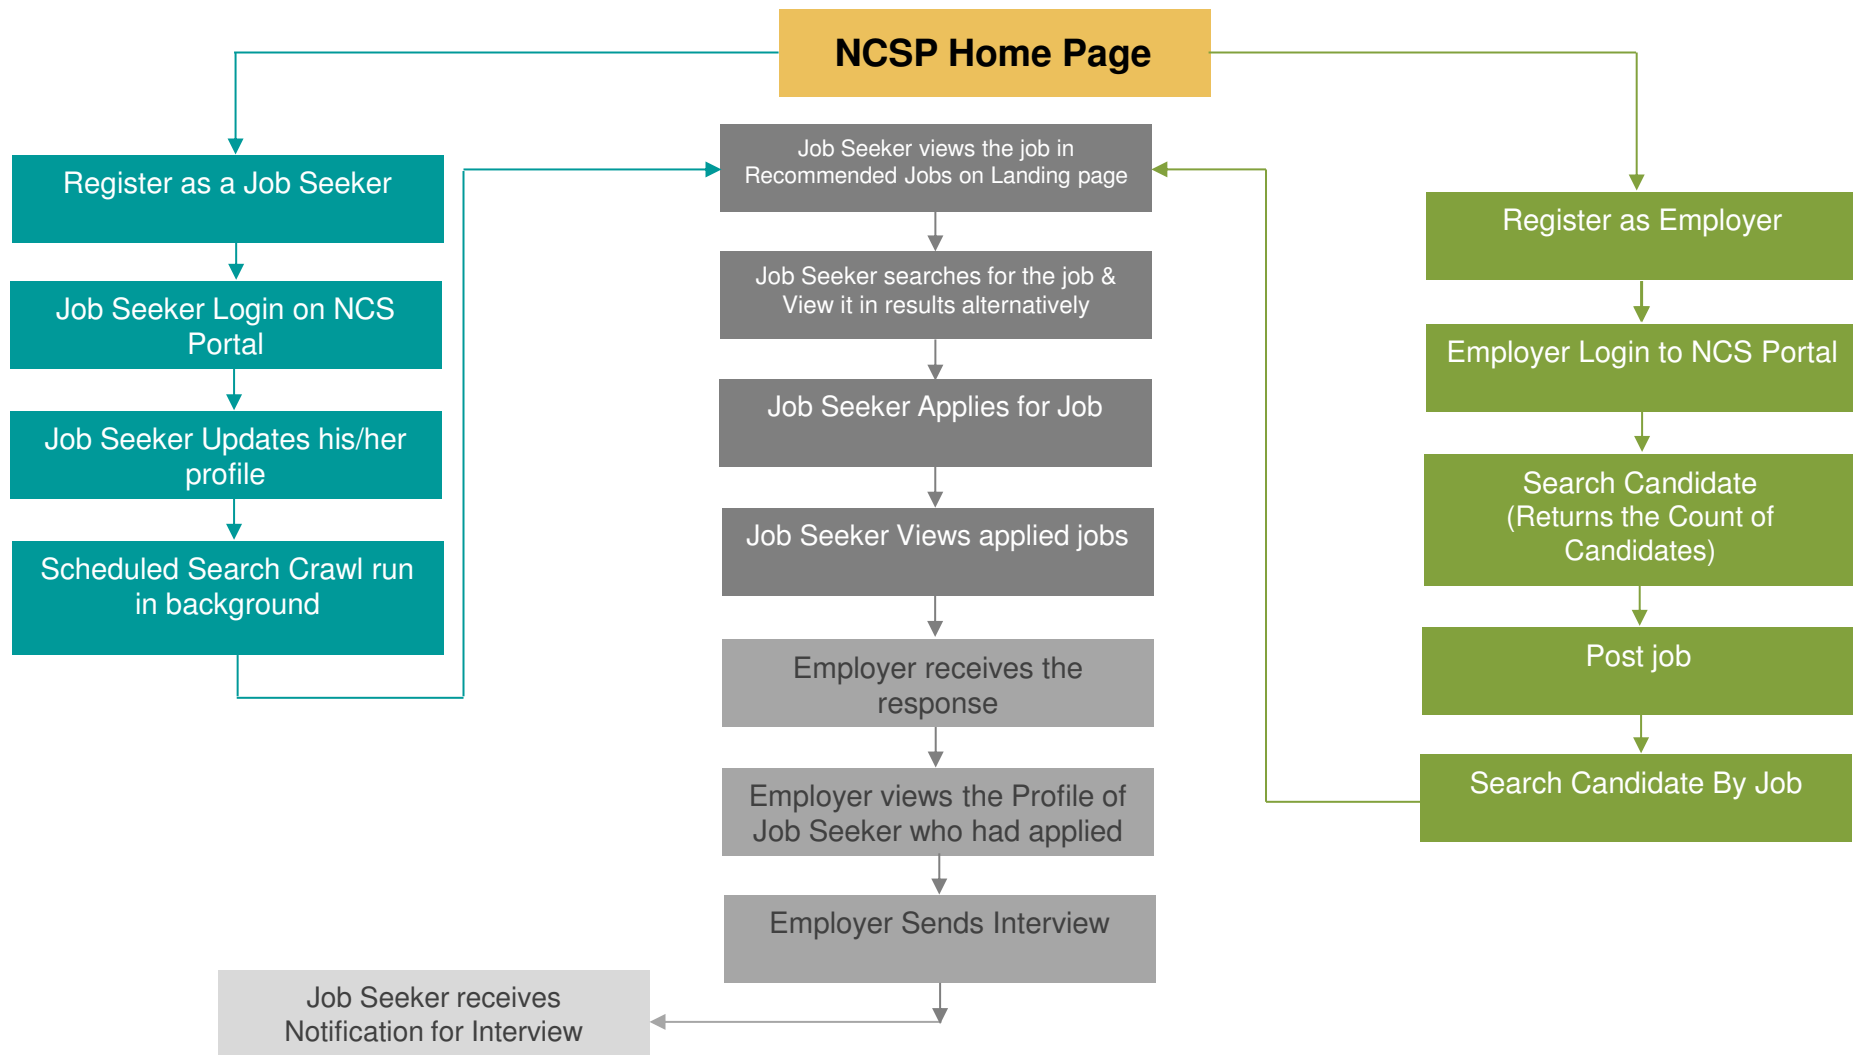 NCSP Home Page
Register as a Job Seeker
Job Seeker Login on NCS
Portal
Job Seeker Updates his/her
profile
Scheduled Search Crawl run
in background
Job Seeker views the job in
Recommended Jobs on Landing page
Job Seeker searches for the job &
View it in results alternatively
Job Seeker Applies for Job
Job Seeker Views applied jobs
Employer receives the
response
Employer views the Profile of
Job Seeker who had applied
Employer Sends Interview
Job Seeker receives
Notification for Interview
Register as Employer
Employer Login to NCS Portal
Search Candidate
(Returns the Count of
Candidates)
Post job
Search Candidate By Job